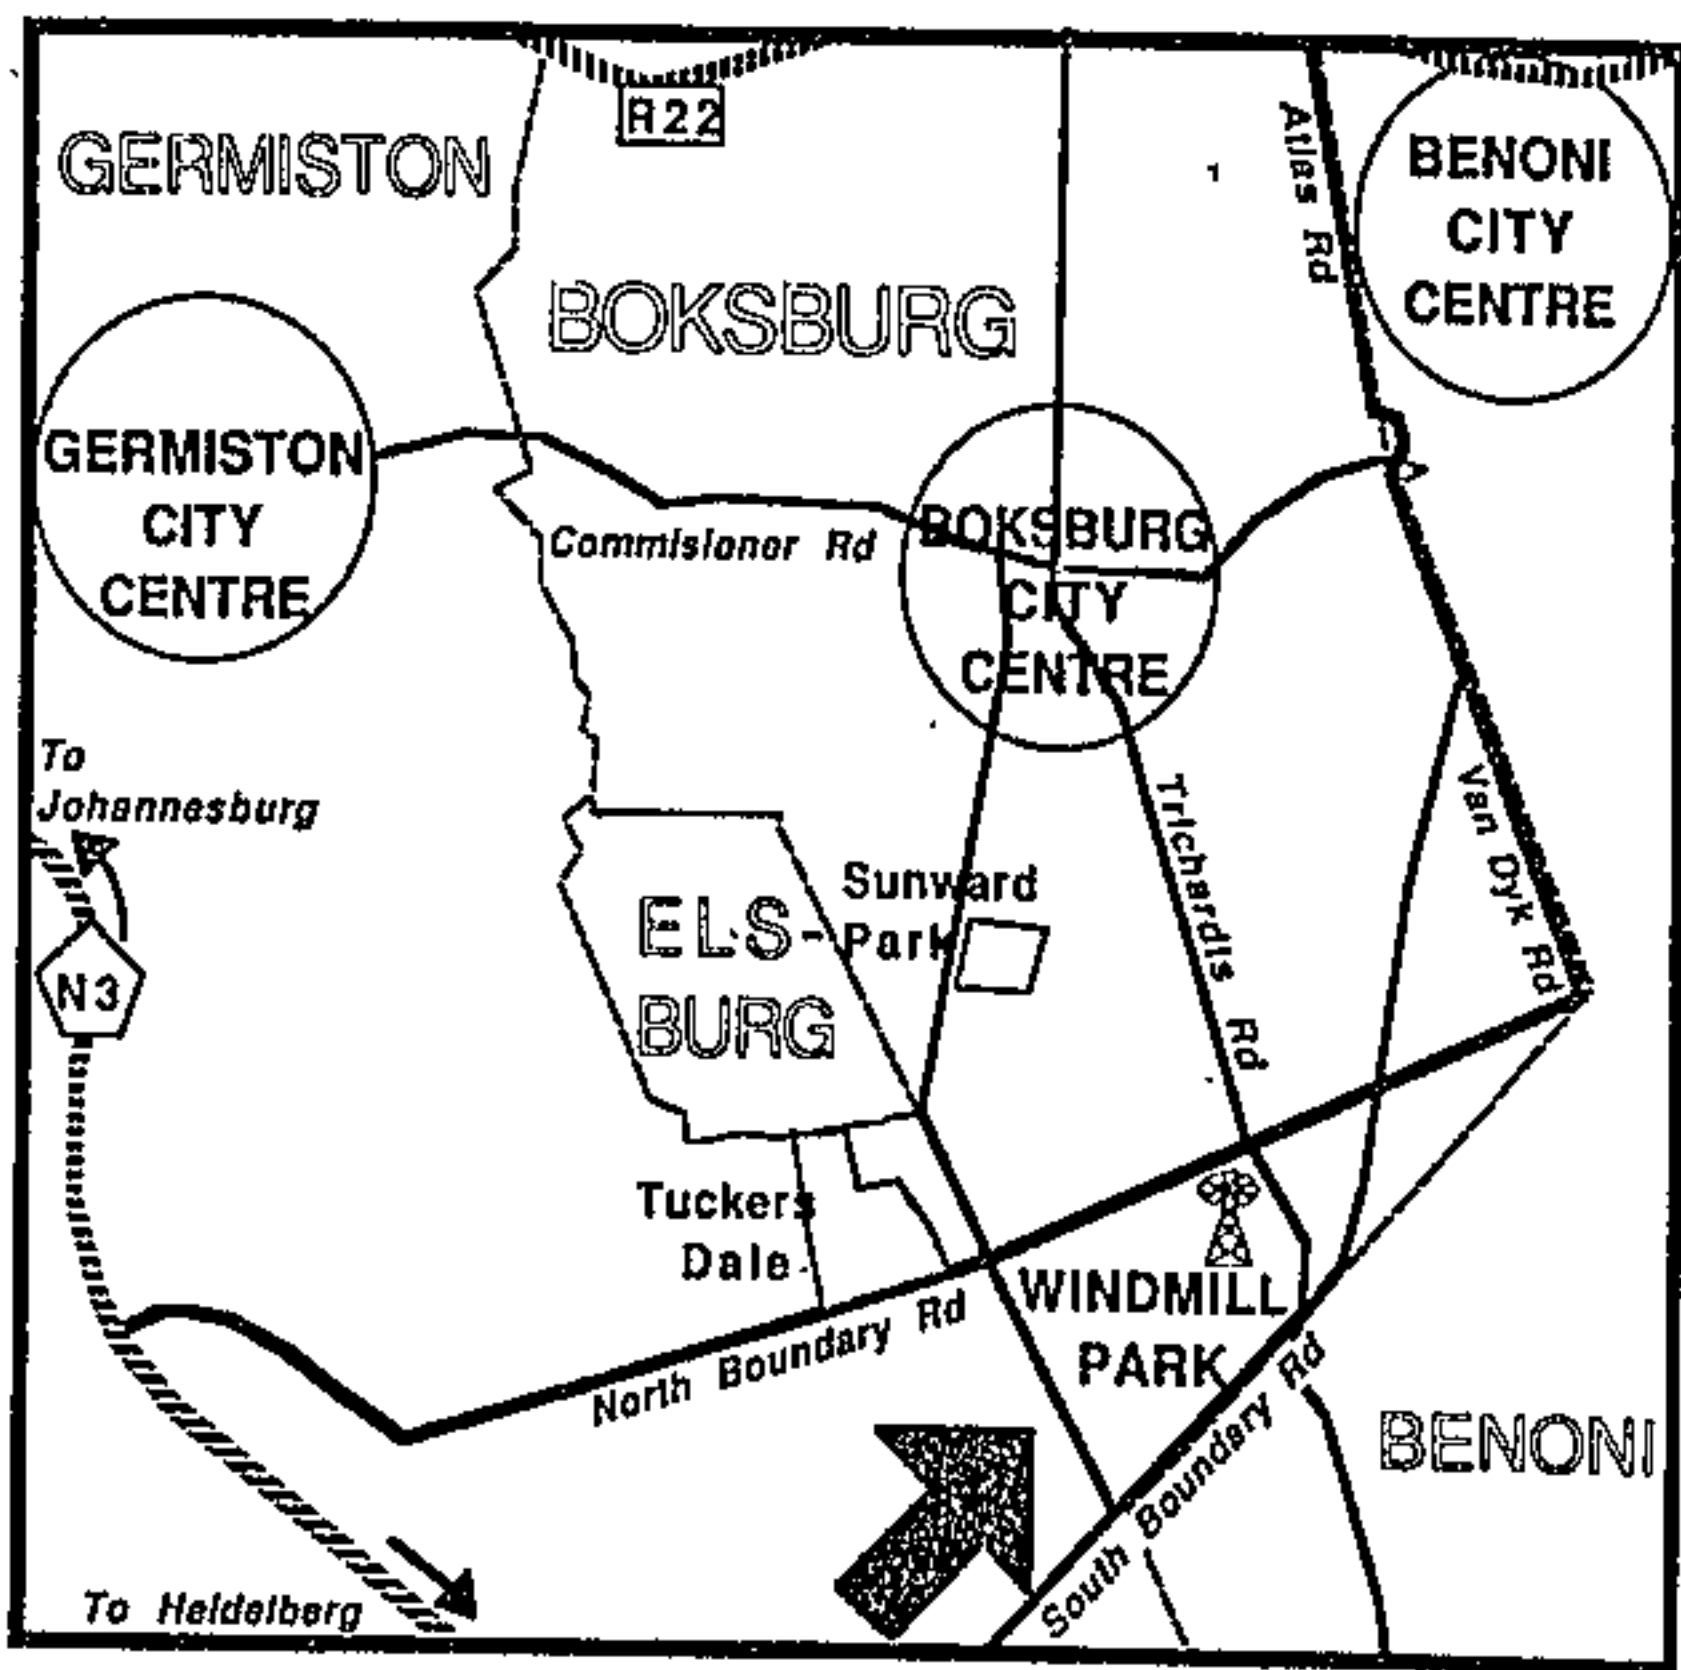 R22
GERMISTON
Atlas Rd
BENONI
CITY
CENTRE
BOKSBURG
GERMISTON
CITY
CENTRE
Commisioner Rd
BOKSBURG
CITY
CENTRE
To
Johannesburg
N3
Trichardts Rd
Van Dyk Rd
Sunward
Park
ELS-
BURG
Tuckers
Dale
WINDMILL
PARK
North Boundary Rd
South Boundary Rd
BENONI
To Heidelberg